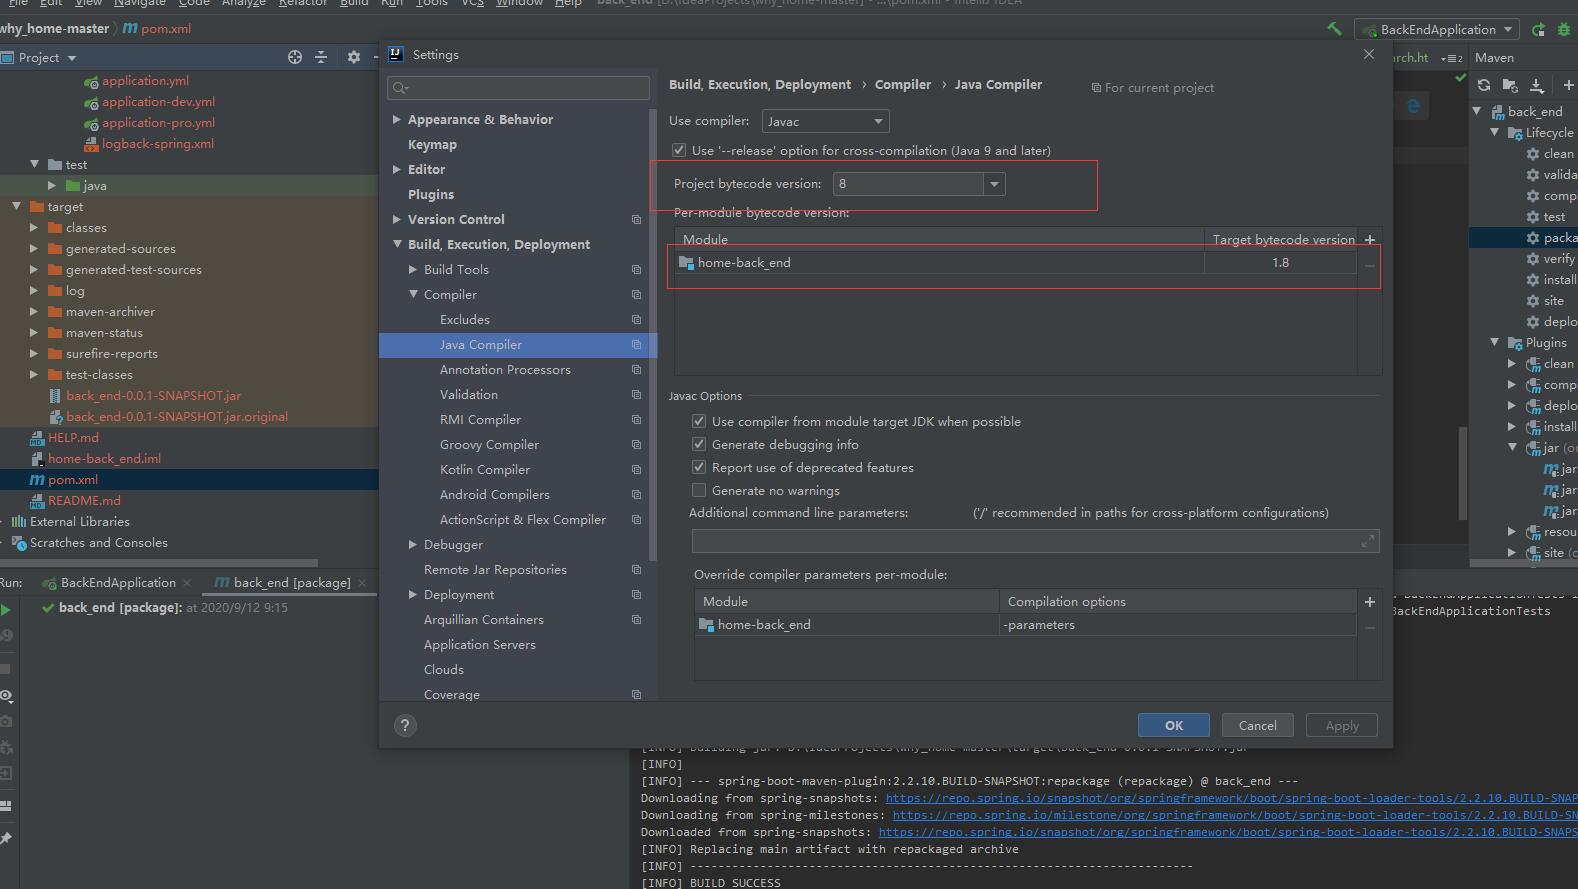 File Edit View Navigate Code Analyze Refactor Build Run Tools VCS Window Help
why_home-master pom.xml
BackEndApplication
Project
application.yml
application-dev.yml
application-pro.yml
logback-spring.xml
test
java
target
classes
generated-sources
generated-test-sources
log
maven-archiver
maven-status
surefire-reports
test-classes
back_end-0.0.1-SNAPSHOT.jar
back_end-0.0.1-SNAPSHOT.jar.original
HELP.md
home-back_end.iml
pom.xml
README.md
External Libraries
Scratches and Consoles
Settings
Appearance & Behavior
Keymap
Editor
Plugins
Version Control
Build, Execution, Deployment
Build Tools
Compiler
Excludes
Java Compiler
Annotation Processors
Validation
RMI Compiler
Groovy Compiler
Kotlin Compiler
Android Compilers
ActionScript & Flex Compiler
Debugger
Remote Jar Repositories
Deployment
Arquillian Containers
Application Servers
Clouds
Coverage
Build, Execution, Deployment › Compiler › Java Compiler
For current project
Use compiler: Javac
Use '--release' option for cross-compilation (Java 9 and later)
Project bytecode version: 8
Per-module bytecode version:
Module Target bytecode version
home-back_end 1.8
Javac Options
Use compiler from module target JDK when possible
Generate debugging info
Report use of deprecated features
Generate no warnings
Additional command line parameters: ('/' recommended in paths for cross-platform configurations)
Override compiler parameters per-module:
Module Compilation options
home-back_end -parameters
?
OK Cancel Apply
rch.ht
Maven
back_end
Lifecycle
clean
valida
comp
test
packa
verify
install
site
deplo
Plugins
clean
comp
deplo
install
jar (or
jar
jar
jar
resou
site (c
Run: BackEndApplication back_end [package]
back_end [package]: at 2020/9/12 9:15
BackEndApplicationTests
[INFO] Building jar: D:\IdeaProjects\why_home-master\target\back_end-0.0.1-SNAPSHOT.jar
[INFO]
[INFO] --- spring-boot-maven-plugin:2.2.10.BUILD-SNAPSHOT:repackage (repackage) @ back_end ---
Downloading from spring-snapshots: https://repo.spring.io/snapshot/org/springframework/boot/spring-boot-loader-tools/2.2.10.BUILD-SNAP
Downloading from spring-milestones: https://repo.spring.io/milestone/org/springframework/boot/spring-boot-loader-tools/2.2.10.BUILD-SN
Downloaded from spring-snapshots: https://repo.spring.io/snapshot/org/springframework/boot/spring-boot-loader-tools/2.2.10.BUILD-SNAPS
[INFO] Replacing main artifact with repackaged archive
[INFO] ------------------------------------------------------------------------
[INFO] BUILD SUCCESS